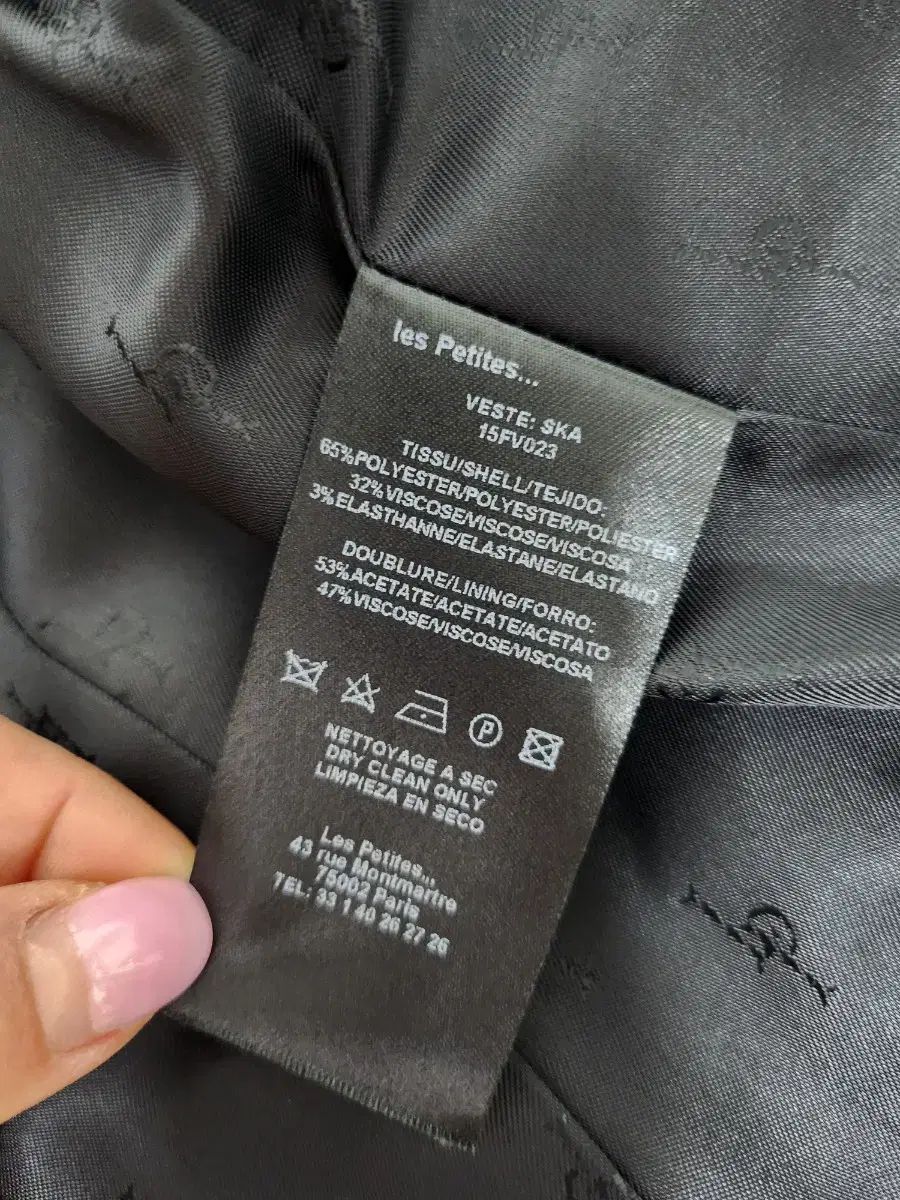 les Petites...
VESTE: SKA
15FV023
TISSU/SHELL/TEJIDO:
65%POLYESTER/POLYESTER/POLIESTER
32%VISCOSE/VISCOSE/VISCOSA
3%ELASTHANNE/ELASTANE/ELASTANO
DOUBLURE/LINING/FORRO:
53%ACETATE/ACETATE/ACETATO
47%VISCOSE/VISCOSE/VISCOSA
P
NETTOYAGE A SEC
DRY CLEAN ONLY
LIMPIEZA EN SECO
Les Petites...
43 rue Montmartre
75002 Paris
TEL: 33 1 40 26 27 26